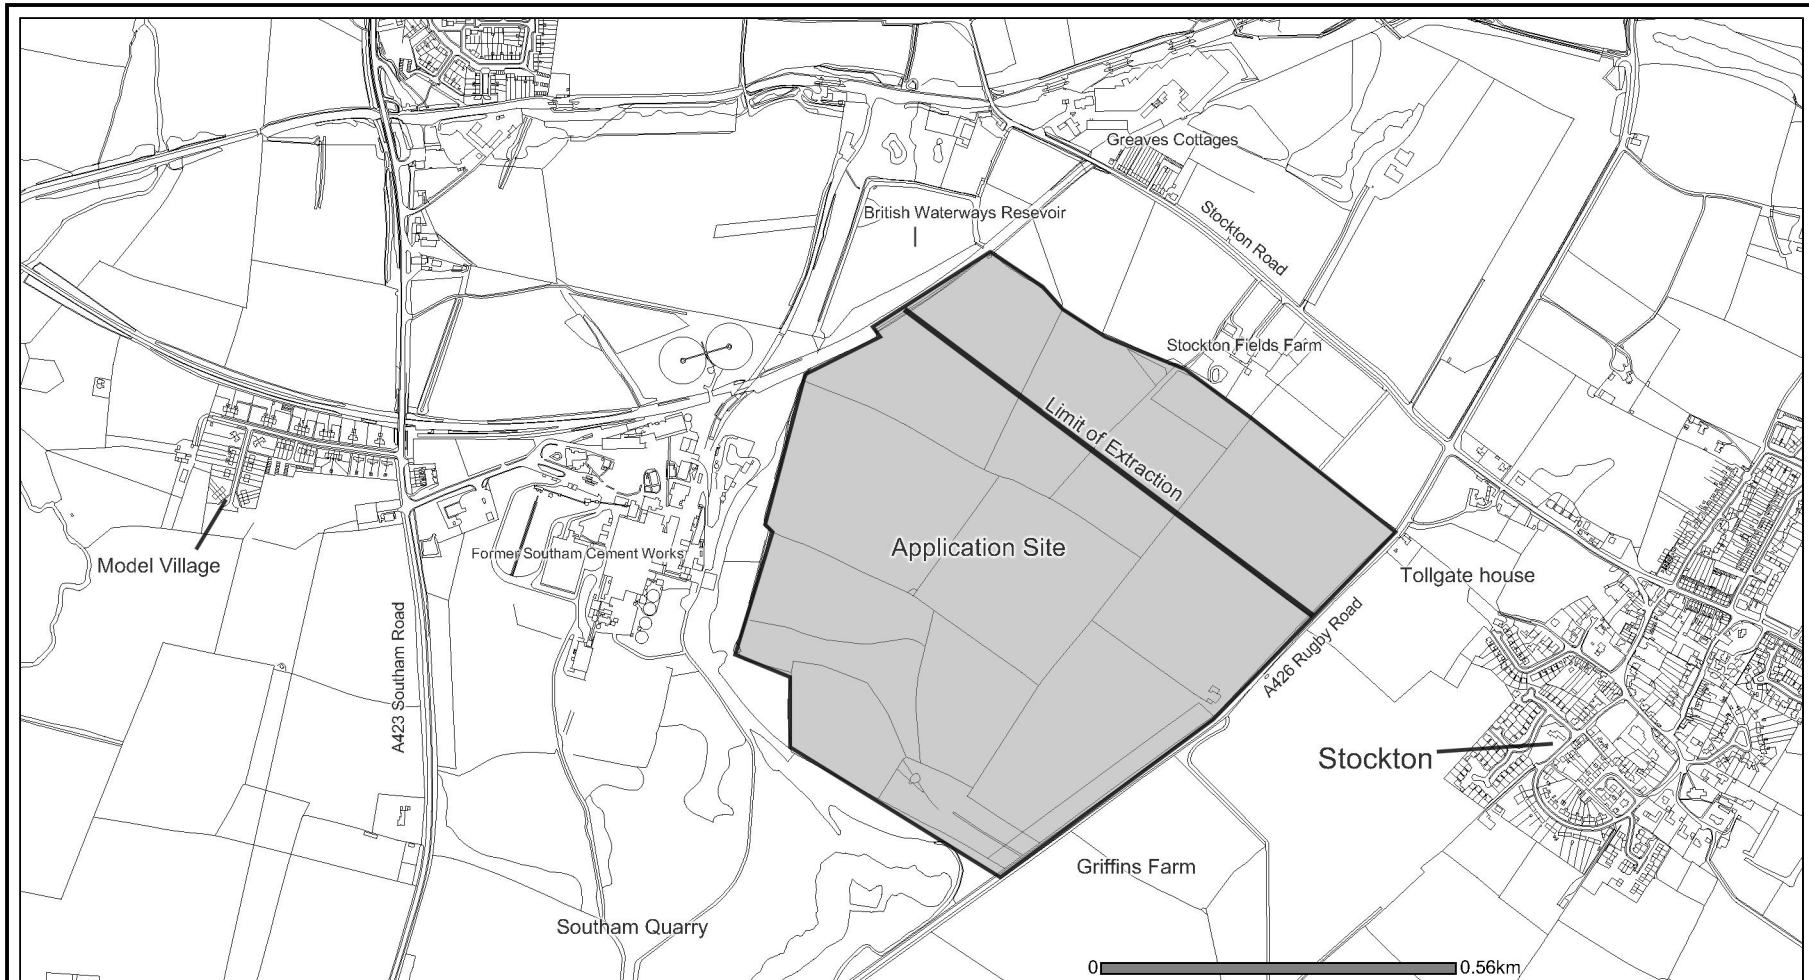 Greaves Cottages
British Waterways Resevoir
Stockton Road
Stockton Fields Farm
Limit of Extraction
Application Site
Former Southam Cement Works
Model Village
Tollgate house
A423 Southam Road
A426 Rugby Road
Stockton
Griffins Farm
Southam Quarry
0 0.56km